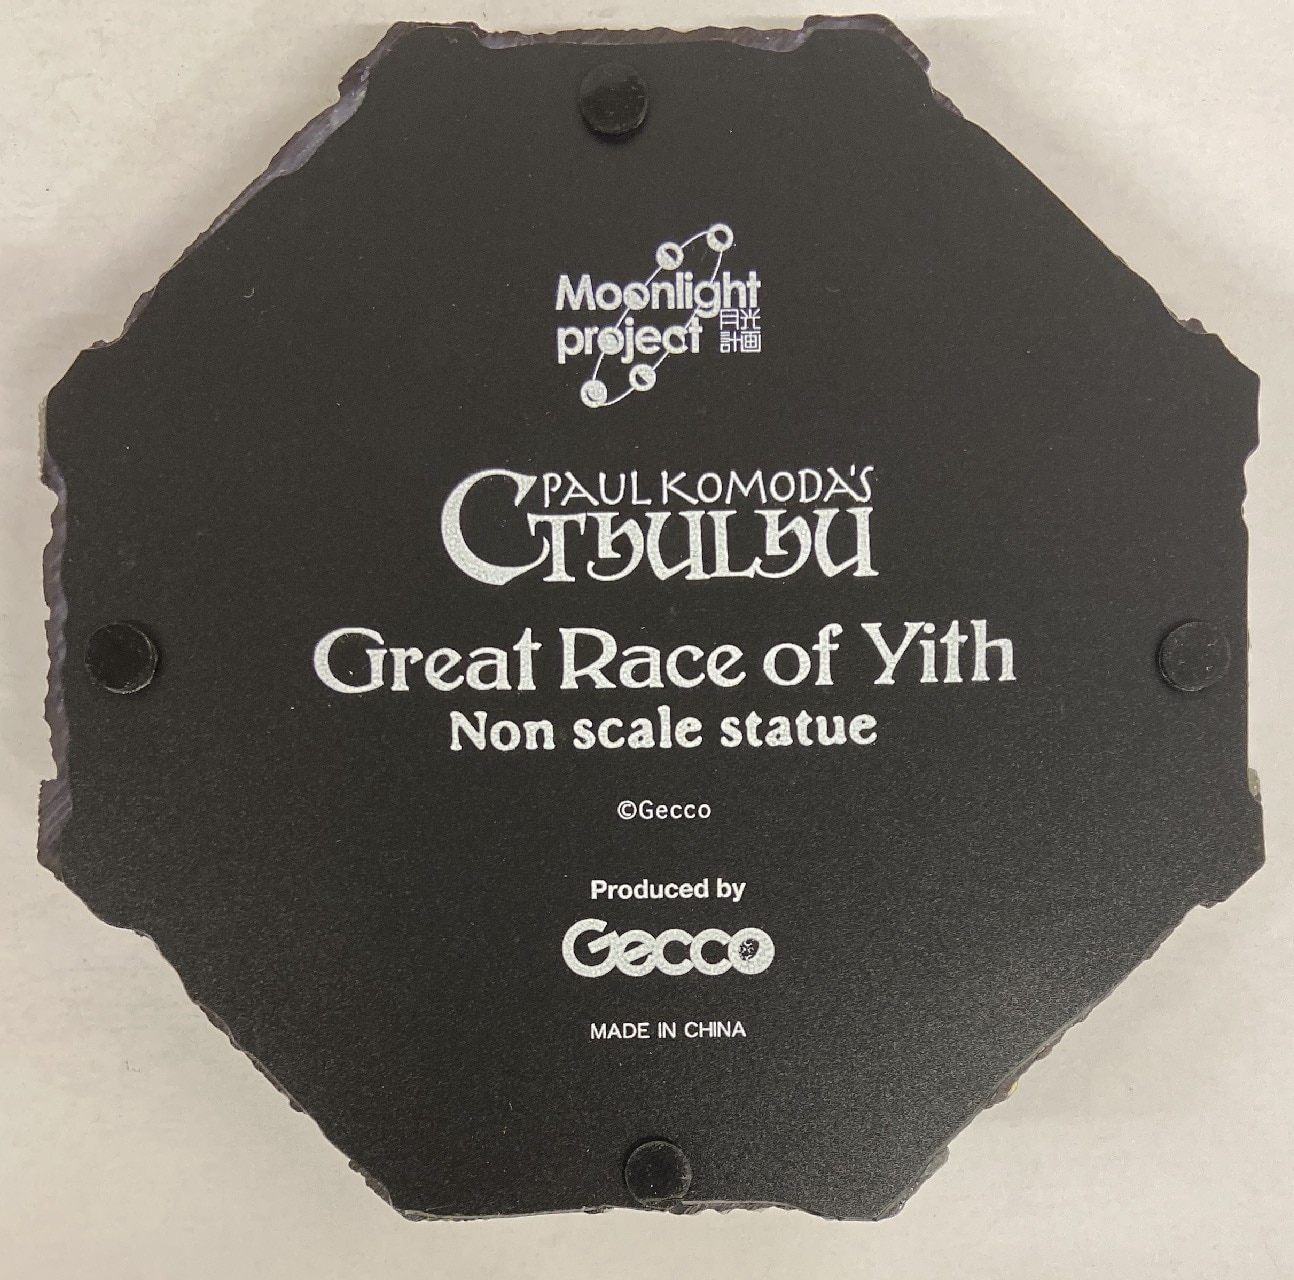 Moonlight
project 月光
計画
PAUL KOMODA'S
CTHULHU
Great Race of Yith
Non scale statue
©Gecco
Produced by
Gecco
MADE IN CHINA